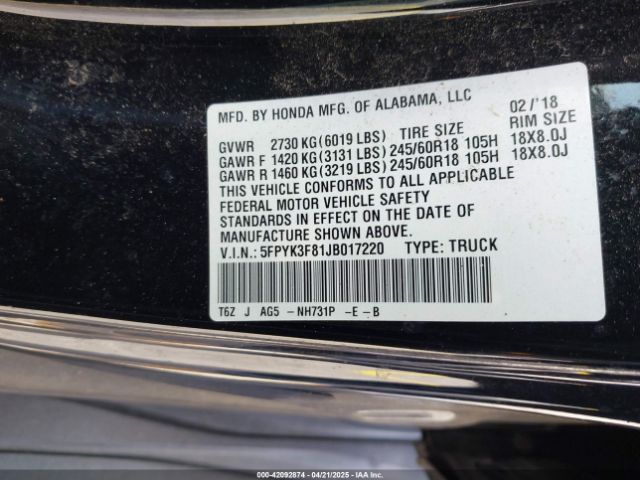 MFD. BY HONDA MFG. OF ALABAMA, LLC 02/'18
GVWR 2730 KG (6019 LBS) TIRE SIZE RIM SIZE
GAWR F 1420 KG (3131 LBS) 245/60R18 105H 18X8.0J
GAWR R 1460 KG (3219 LBS) 245/60R18 105H 18X8.0J
THIS VEHICLE CONFORMS TO ALL APPLICABLE
FEDERAL MOTOR VEHICLE SAFETY
STANDARDS IN EFFECT ON THE DATE OF
MANUFACTURE SHOWN ABOVE.
V.I.N.: 5FPYK3F81JB017220 TYPE: TRUCK
T6Z J AG5 - NH731P - E - B
000-42092874 04/21/2025 IAA Inc.